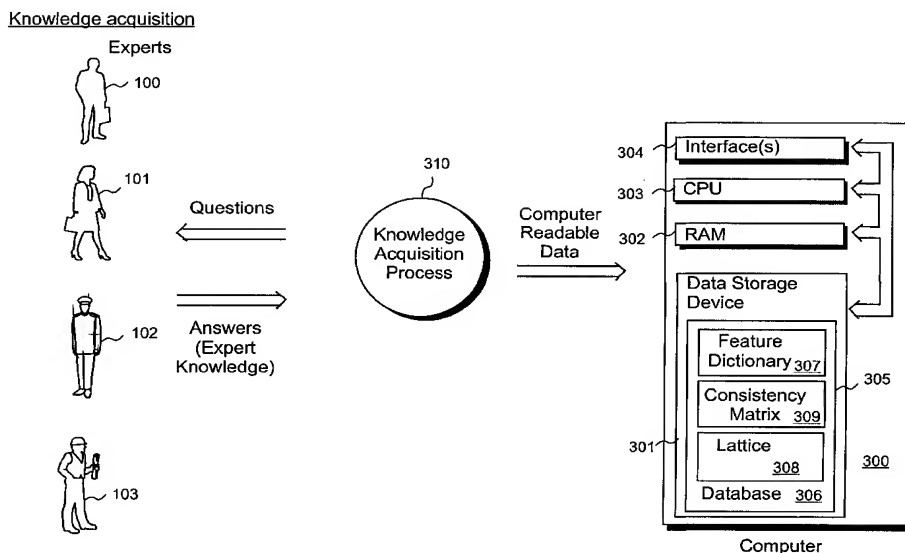 Knowledge acquisition
Experts
100
101
102
103
Questions
Answers
(Expert
Knowledge)
310
Knowledge
Acquisition
Process
Computer
Readable
Data
304
Interface(s)
303
CPU
302
RAM
Data Storage
Device
Feature
Dictionary 307
305
Consistency
Matrix 309
301
Lattice
308
300
Database 306
Computer